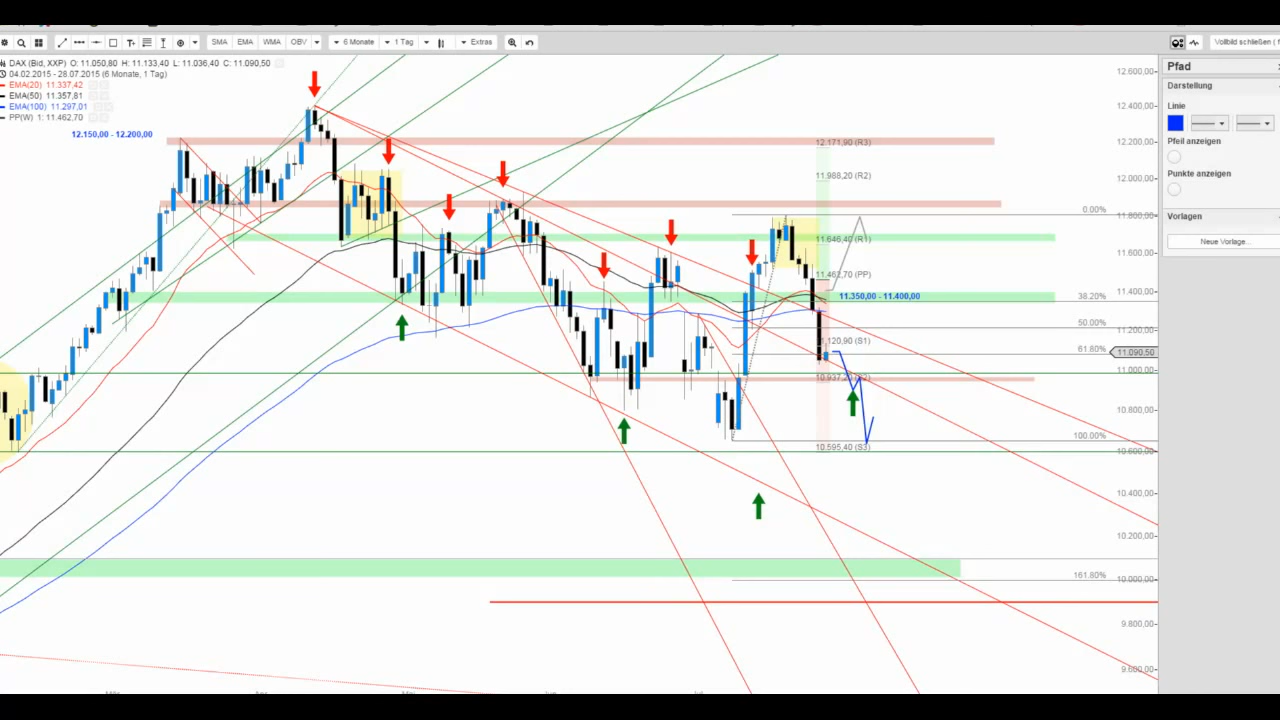 SMA EMA WMA OBV 6 Monate 1 Tag Extras Vollbild schließen ( f
DAX (Bid, XXP) O: 11.050,80 H: 11.133,40 L: 11.036,40 C: 11.090,50
04.02.2015 - 28.07.2015 (6 Monate, 1 Tag)
EMA(20) 11.337,42
EMA(50) 11.357,81
EMA(100) 11.297,01
PP(W) 1: 11.462,70
12.150,00 - 12.200,00
12.171,90 (R3)
11.988,20 (R2)
0.00%
11.646,40 (R1)
11.462,70 (PP)
11.350,00 - 11.400,00
38.20%
50.00%
.120,90 (S1)
61.80%
11.090,50
100.00%
10.595,40 (S3)
161.80%
12.600,00
12.400,00
12.200,00
12.000,00
11.800,00
11.600,00
11.400,00
11.200,00
11.000,00
10.800,00
10.600,00
10.400,00
10.200,00
10.000,00
9.800,00
9.600,00
Pfad
Darstellung
Linie
Pfeil anzeigen
Punkte anzeigen
Vorlagen
Neue Vorlage...